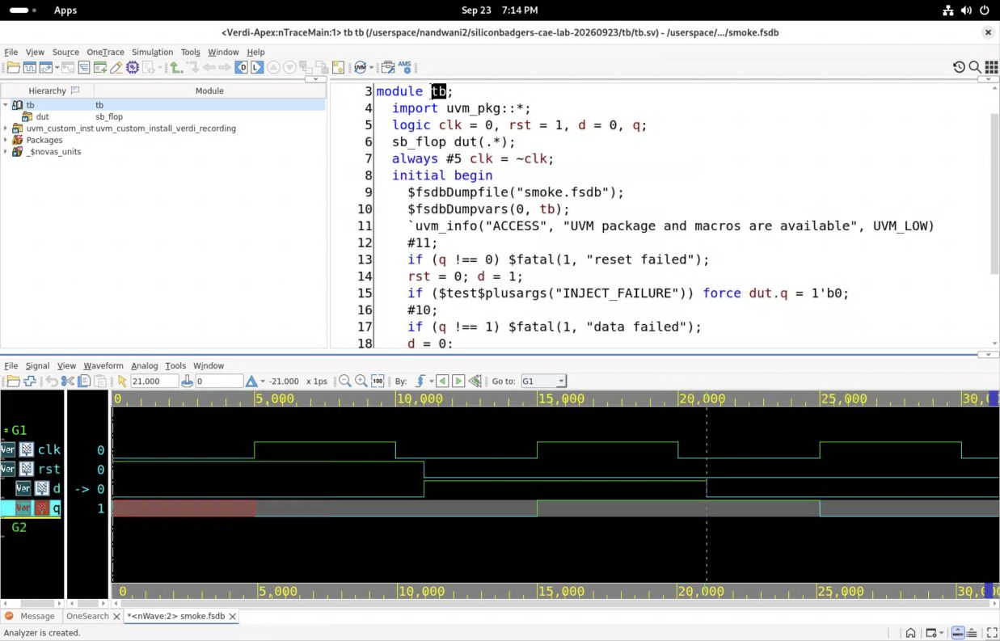 Apps Sep 23 7:14 PM
<Verdi-Apex:nTraceMain:1> tb tb (/userspace/nandwani2/siliconbadgers-cae-lab-20260923/tb/tb.sv) - /userspace/.../smoke.fsdb
File View Source OneTrace Simulation Tools Window Help
Hierarchy Module
tb tb
dut sb_flop
uvm_custom_inst uvm_custom_install_verdi_recording
Packages
_$novas_units
3 module tb;
4 import uvm_pkg::*;
5 logic clk = 0, rst = 1, d = 0, q;
6 sb_flop dut(.*);
7 always #5 clk = ~clk;
8 initial begin
9 $fsdbDumpfile("smoke.fsdb");
10 $fsdbDumpvars(0, tb);
11 `uvm_info("ACCESS", "UVM package and macros are available", UVM_LOW)
12 #11;
13 if (q !== 0) $fatal(1, "reset failed");
14 rst = 0; d = 1;
15 if ($test$plusargs("INJECT_FAILURE")) force dut.q = 1'b0;
16 #10;
17 if (q !== 1) $fatal(1, "data failed");
18 d = 0;
File Signal View Waveform Analog Tools Window
21,000 0 -21,000 x 1ps 100 By: Go to: G1
0 5,000 10,000 15,000 20,000 25,000
G1
Ver clk 0
Ver rst 0
Ver d -> 0
Ver q 1
G2
0 5,000 10,000 15,000 20,000 25,000
Message OneSearch *<nWave:2> smoke.fsdb
Analyzer is created.